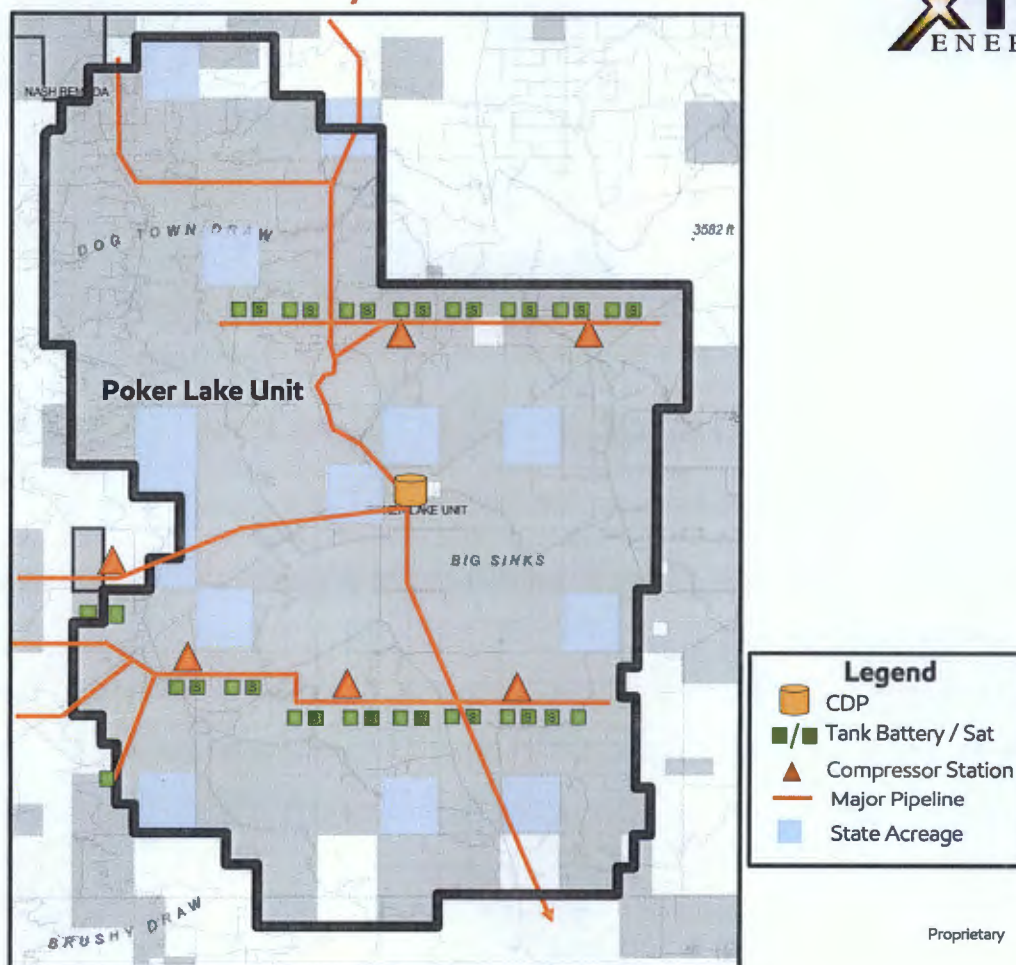 ENER
NASH
DOG TOWN DRAW
3582 ft
Poker Lake Unit
LAKE UNIT
BIG SINKS
BRUSHY DRAW
Legend
CDP
Tank Battery / Sat
Compressor Station
Major Pipeline
State Acreage
Proprietary